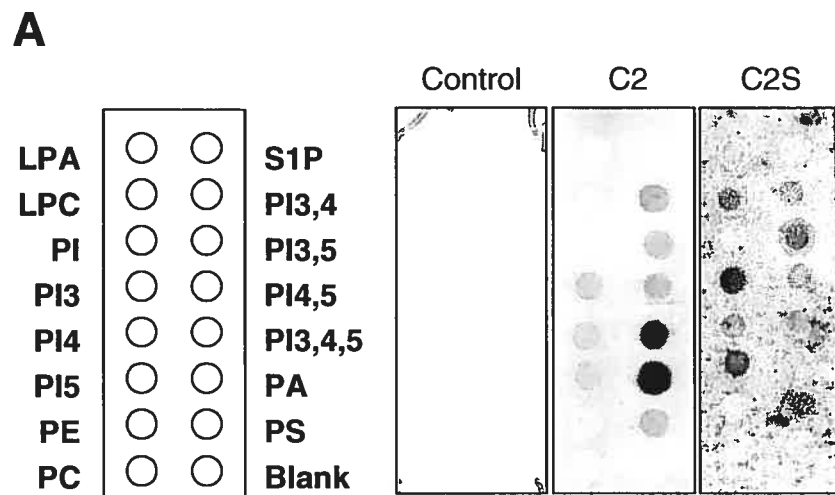 A
Control C2 C2S
LPA S1P
LPC PI3,4
PI PI3,5
PI3 PI4,5
PI4 PI3,4,5
PI5 PA
PE PS
PC Blank